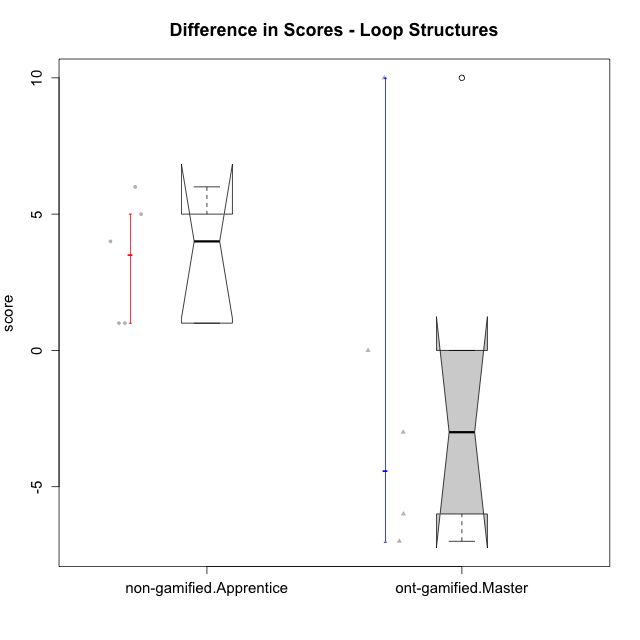 Difference in Scores - Loop Structures
score
10
5
0
-5
non-gamified.Apprentice
ont-gamified.Master